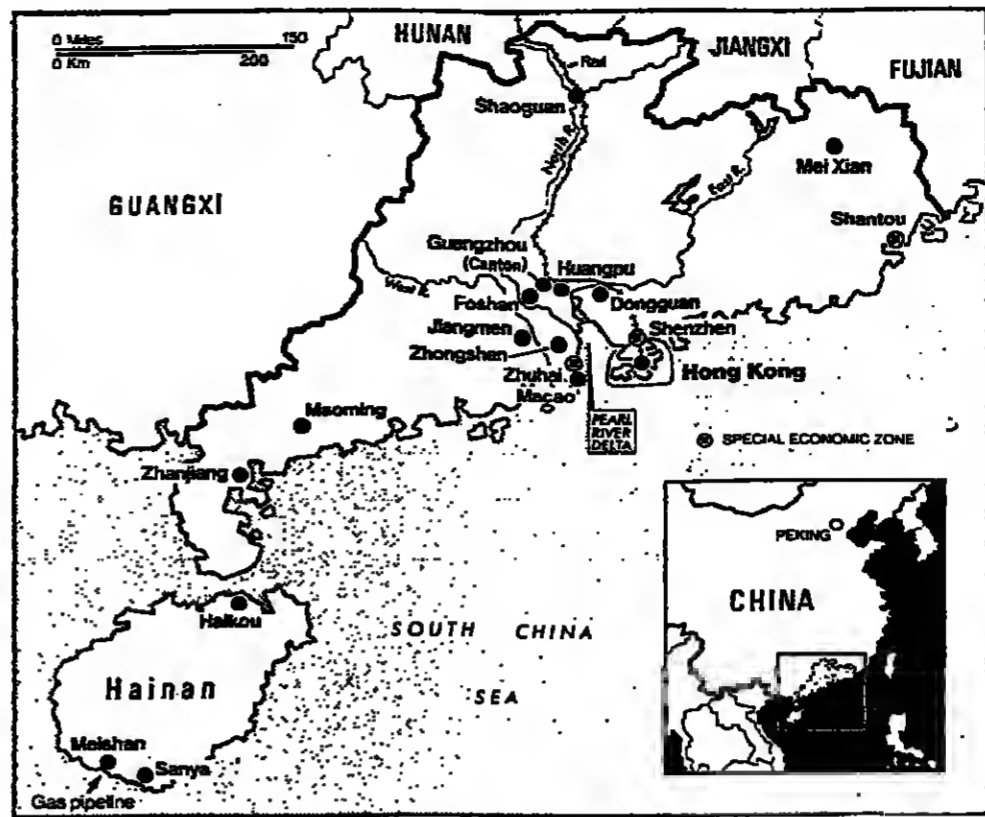 0 Miles 150
0 Km 200
HUNAN
JIANGXI
FUJIAN
Rail
Shaoguan
North R.
East R.
Mei Xian
GUANGXI
Shantou
Guangzhou
(Canton)
Huangpu
West R.
Foshan
Dongguan
Jiangmen
Shenzhen
Zhongshan
Zhuhai
Hong Kong
Macao
Maoming
PEARL
RIVER
DELTA
SPECIAL ECONOMIC ZONE
Zhanjiang
PEKING
CHINA
Haikou
SOUTH CHINA
SEA
Hainan
Meishan
Sanya
Gas pipeline